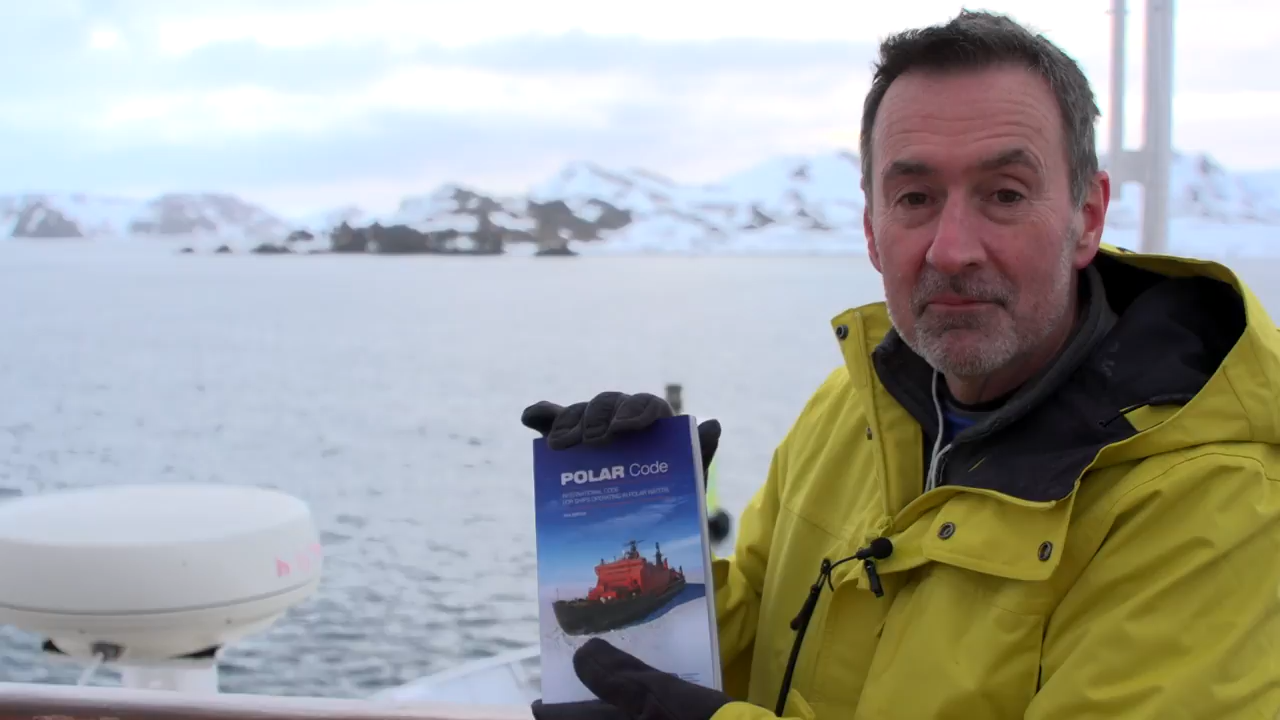 POLAR Code
INTERNATIONAL CODE
FOR SHIPS OPERATING IN POLAR WATERS